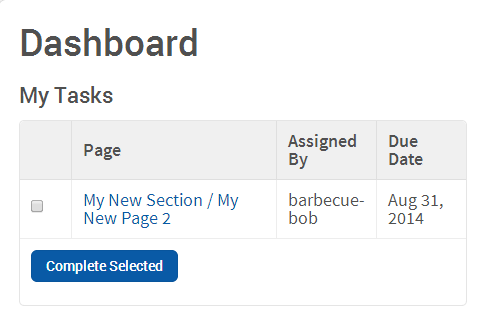 Dashboard
My Tasks
Page
Assigned By
Due Date
My New Section / My New Page 2
barbecue-bob
Aug 31, 2014
Complete Selected